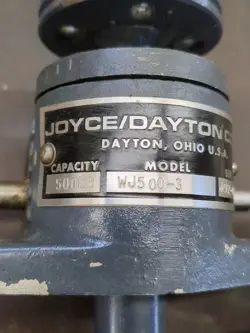 JOYCE/DAYTON
DAYTON, OHIO U.S.A.
CAPACITY MODEL
WJ500-3